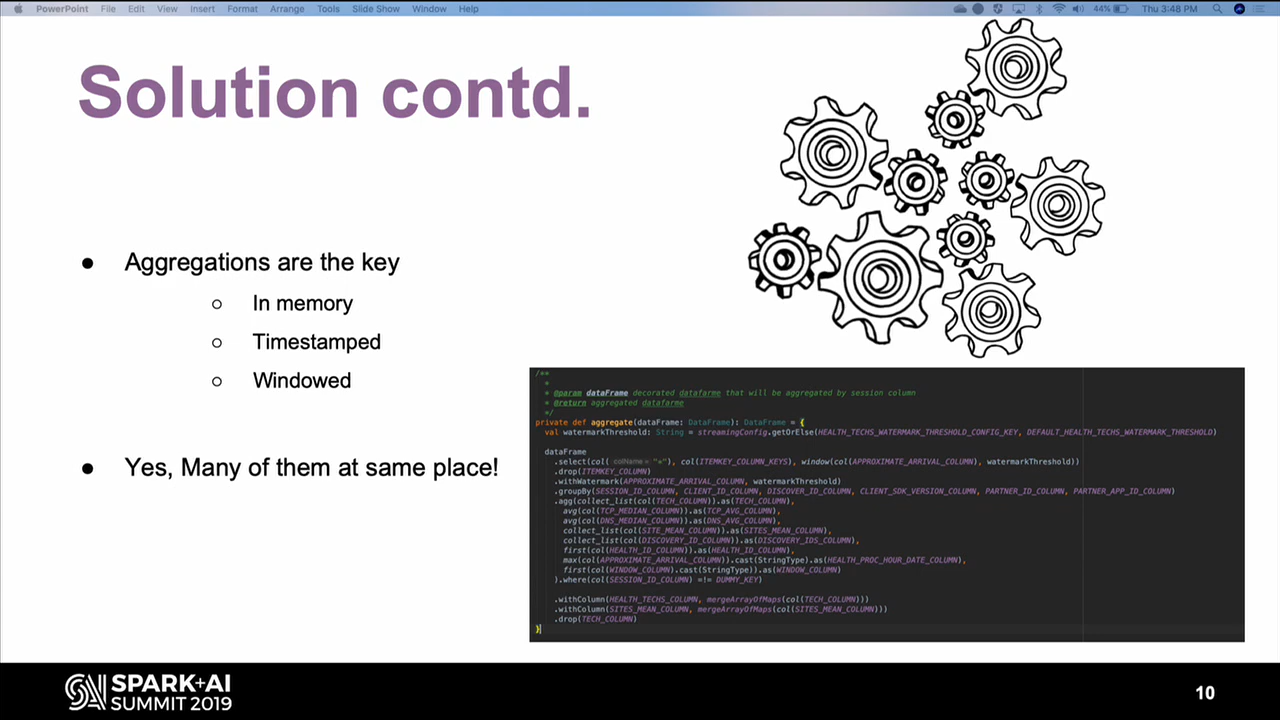 PowerPoint File Edit View Insert Format Arrange Tools Slide Show Window Help 44% Thu 3:48 PM
Solution contd.
● Aggregations are the key
○ In memory
○ Timestamped
○ Windowed
● Yes, Many of them at same place!
/**
*
* @param dataFrame decorated datafarme that will be aggregated by session column
* @return aggregated datafarme
*/
private def aggregate(dataFrame: DataFrame): DataFrame = {
val watermarkThreshold: String = streamingConfig.getOrElse(HEALTH_TECHS_WATERMARK_THRESHOLD_CONFIG_KEY, DEFAULT_HEALTH_TECHS_WATERMARK_THRESHOLD)
dataFrame
.select(col( colName = "*"), col(ITEMKEY_COLUMN_KEYS), window(col(APPROXIMATE_ARRIVAL_COLUMN), watermarkThreshold))
.drop(ITEMKEY_COLUMN)
.withWatermark(APPROXIMATE_ARRIVAL_COLUMN, watermarkThreshold)
.groupBy(SESSION_ID_COLUMN, CLIENT_ID_COLUMN, DISCOVER_ID_COLUMN, CLIENT_SDK_VERSION_COLUMN, PARTNER_ID_COLUMN, PARTNER_APP_ID_COLUMN)
.agg(collect_list(col(TECH_COLUMN)).as(TECH_COLUMN),
avg(col(TCP_MEDIAN_COLUMN)).as(TCP_AVG_COLUMN),
avg(col(DNS_MEDIAN_COLUMN)).as(DNS_AVG_COLUMN),
collect_list(col(SITE_MEAN_COLUMN)).as(SITES_MEAN_COLUMN),
collect_list(col(DISCOVERY_ID_COLUMN)).as(DISCOVERY_IDS_COLUMN),
first(col(HEALTH_ID_COLUMN)).as(HEALTH_ID_COLUMN),
max(col(APPROXIMATE_ARRIVAL_COLUMN)).cast(StringType).as(HEALTH_PROC_HOUR_DATE_COLUMN),
first(col(WINDOW_COLUMN).cast(StringType)).as(WINDOW_COLUMN)
).where(col(SESSION_ID_COLUMN) =!= DUMMY_KEY)
.withColumn(HEALTH_TECHS_COLUMN, mergeArrayOfMaps(col(TECH_COLUMN)))
.withColumn(SITES_MEAN_COLUMN, mergeArrayOfMaps(col(SITES_MEAN_COLUMN)))
.drop(TECH_COLUMN)
}
SPARK+AI
SUMMIT 2019
10